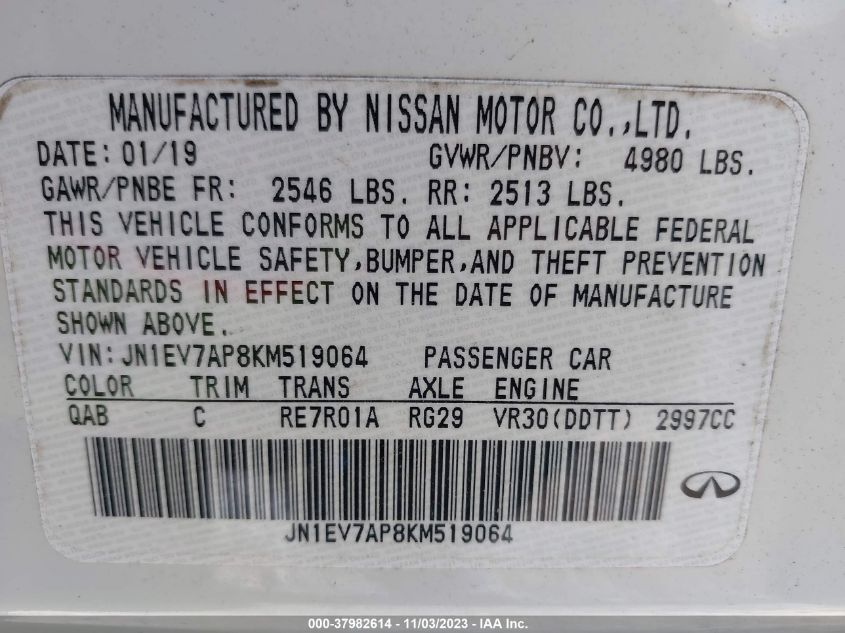 MANUFACTURED BY NISSAN MOTOR CO.,LTD.
DATE: 01/19 GVWR/PNBV: 4980 LBS.
GAWR/PNBE FR: 2546 LBS. RR: 2513 LBS.
THIS VEHICLE CONFORMS TO ALL APPLICABLE FEDERAL
MOTOR VEHICLE SAFETY,BUMPER,AND THEFT PREVENTION
STANDARDS IN EFFECT ON THE DATE OF MANUFACTURE
SHOWN ABOVE.
VIN: JN1EV7AP8KM519064 PASSENGER CAR
COLOR TRIM TRANS AXLE ENGINE
QAB C RE7R01A RG29 VR30(DDTT) 2997CC
JN1EV7AP8KM519064
000-37982614 - 11/03/2023 - IAA Inc.